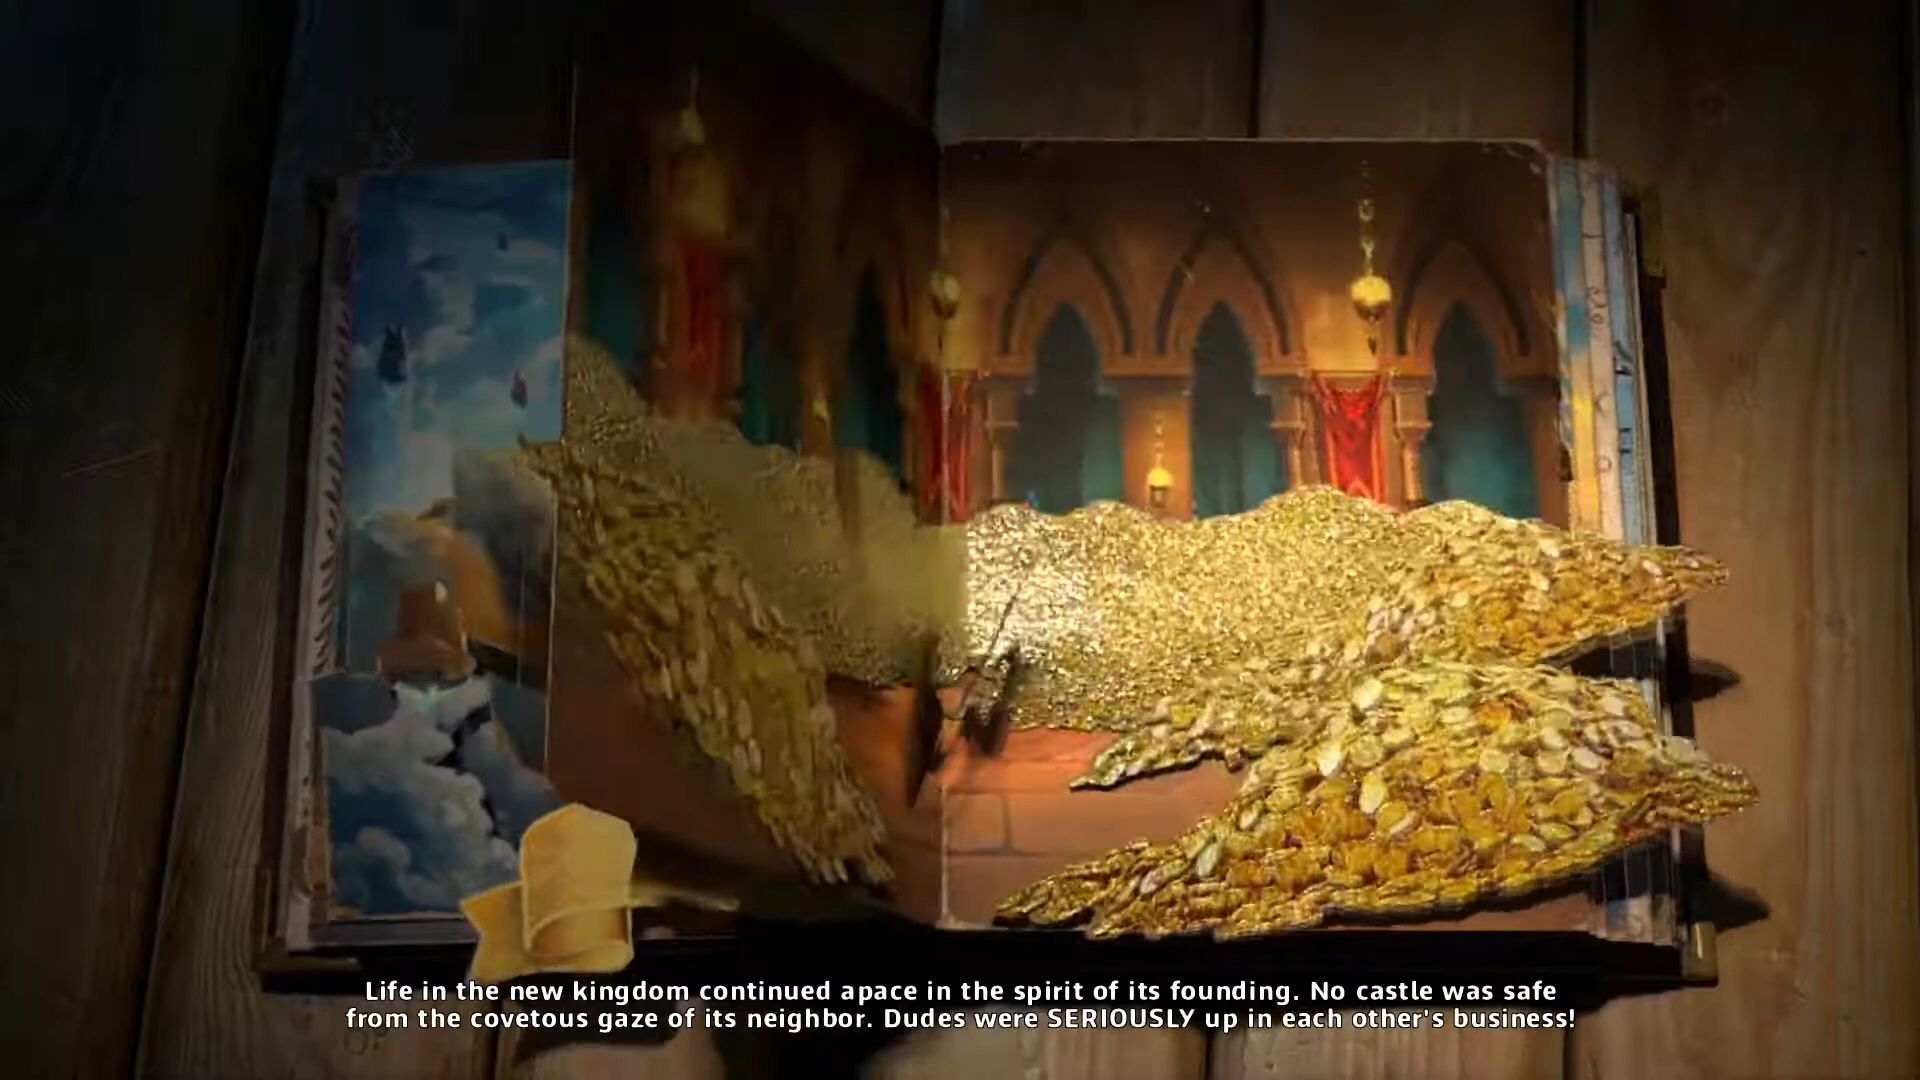 Life in the new kingdom continued apace in the spirit of its founding. No castle was safe
from the covetous gaze of its neighbor. Dudes were SERIOUSLY up in each other's business!